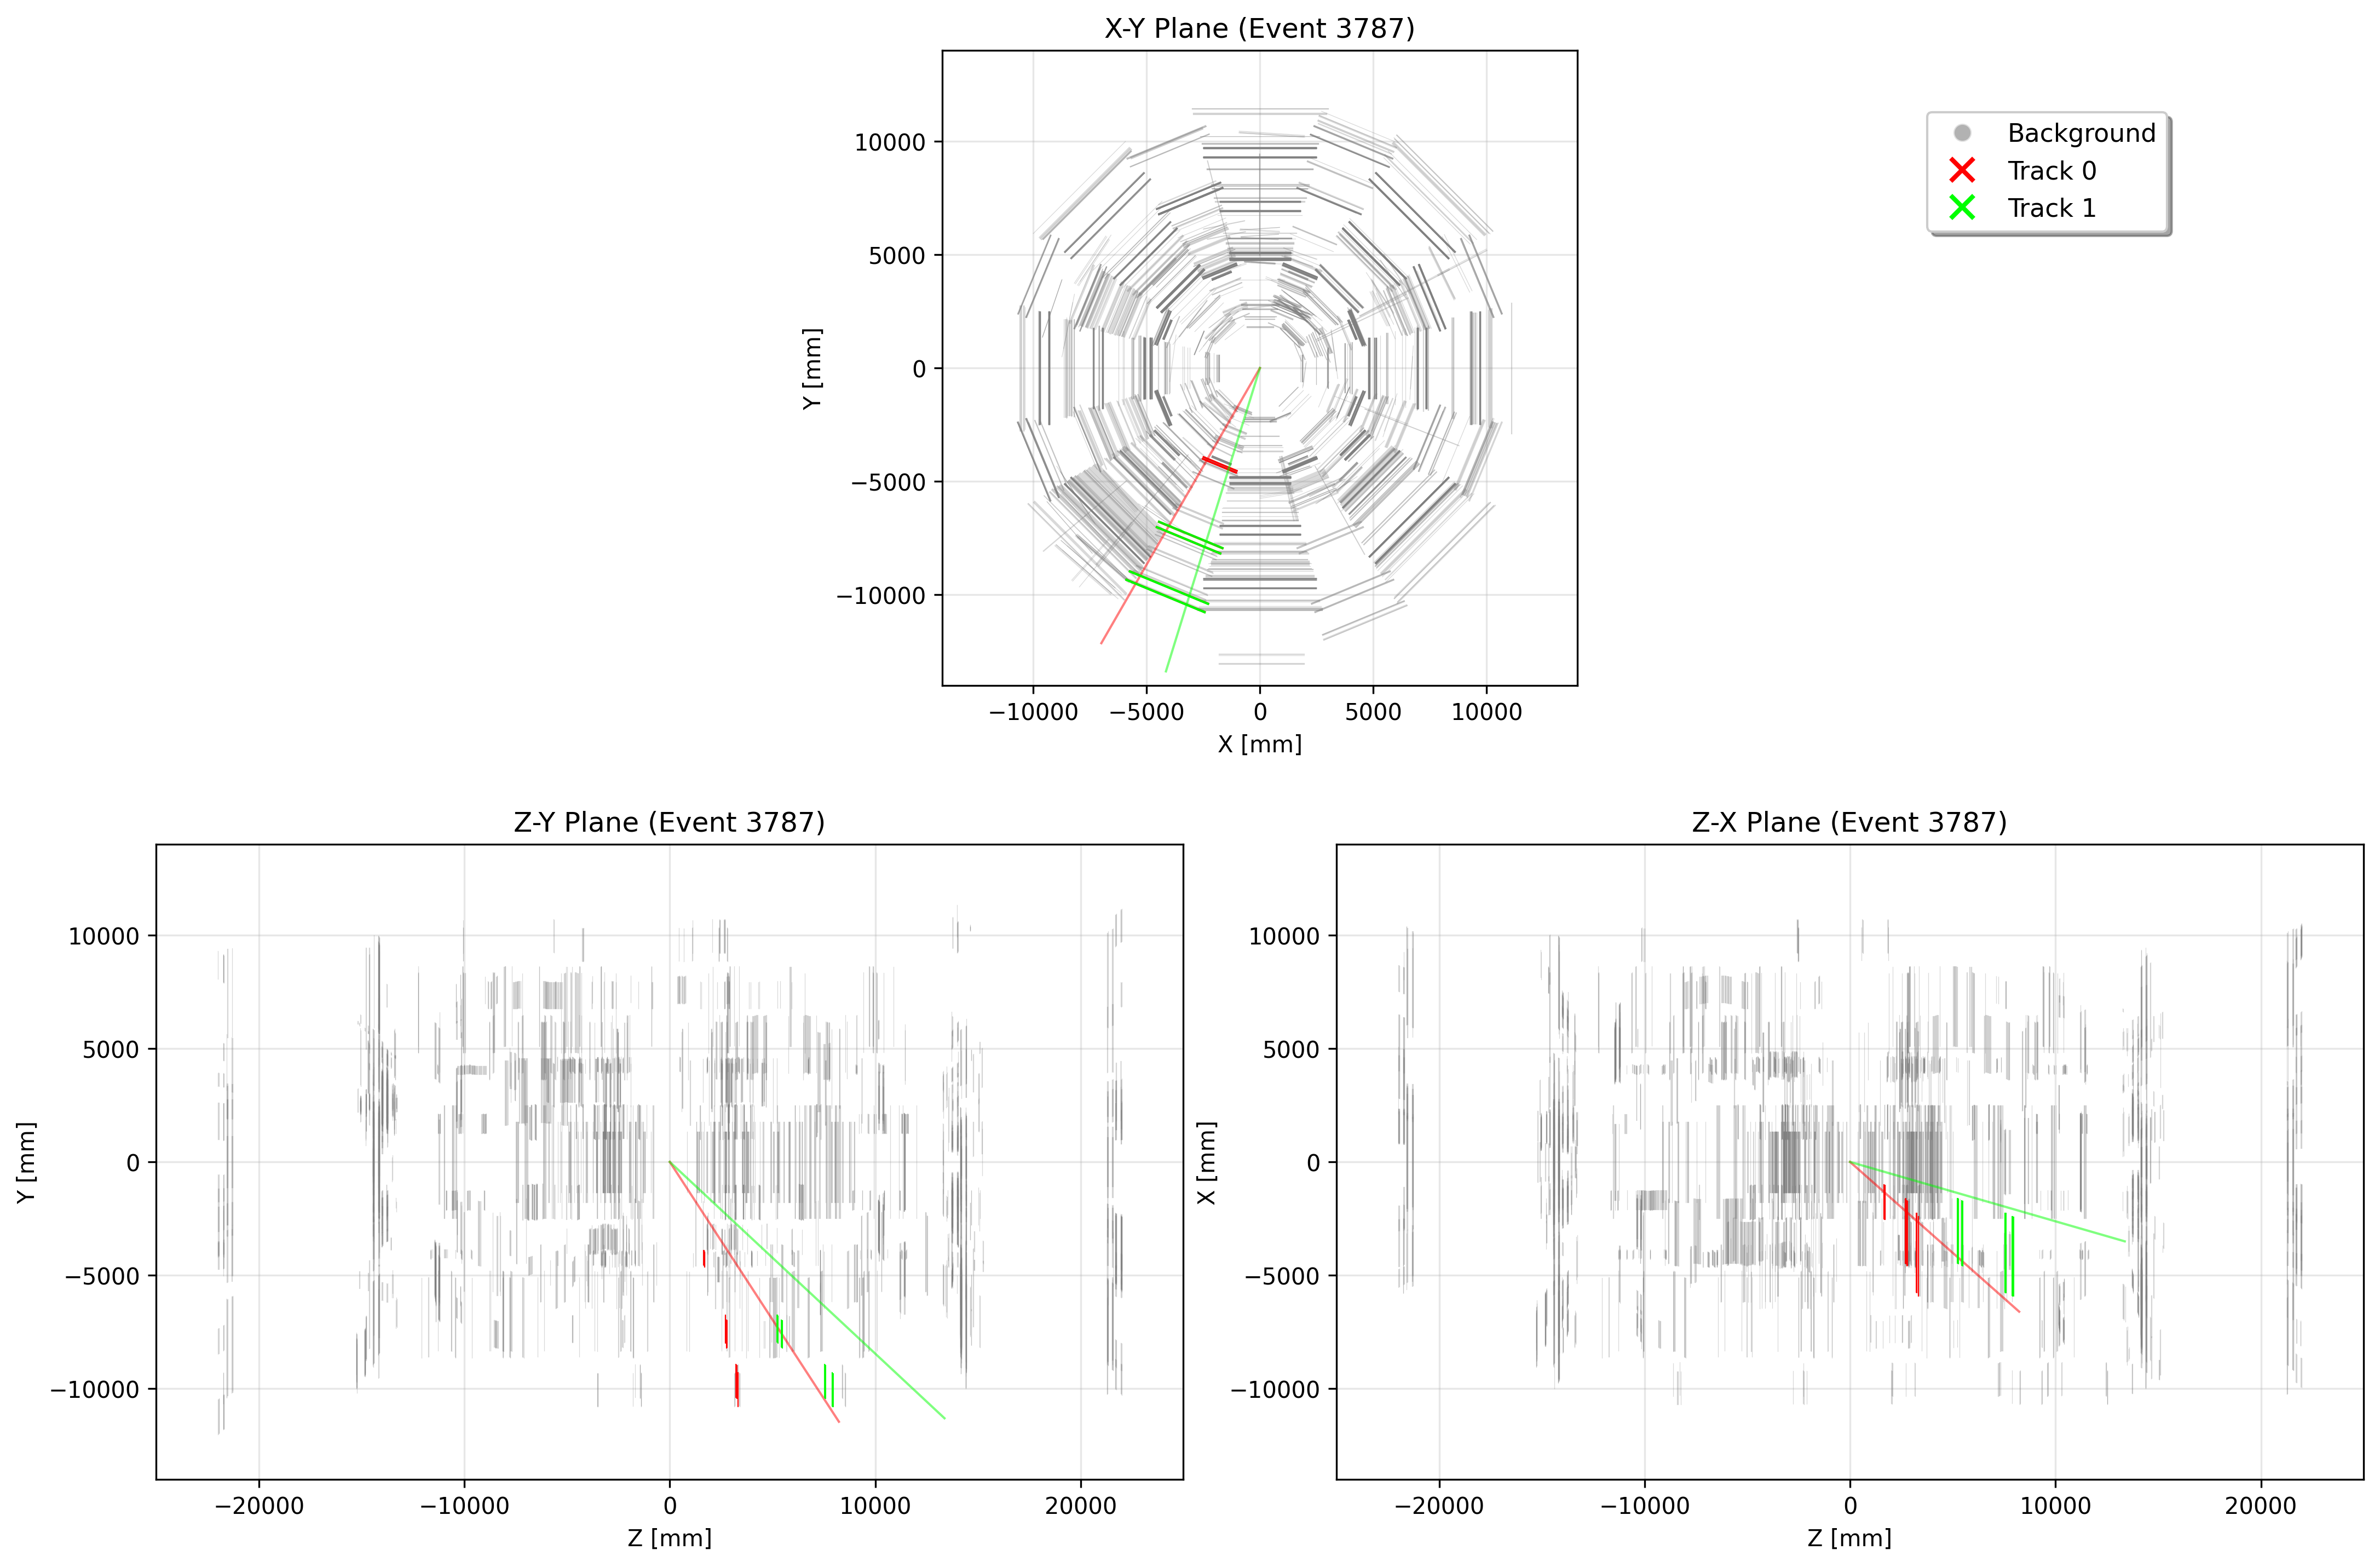 X-Y Plane (Event 3787)
Background
Track 0
Track 1
10000
5000
0
−5000
−10000
Y [mm]
−10000 −5000 0 5000 10000
X [mm]
Z-Y Plane (Event 3787)
10000
5000
0
−5000
−10000
Y [mm]
−20000 −10000 0 10000 20000
Z [mm]
Z-X Plane (Event 3787)
10000
5000
0
−5000
−10000
X [mm]
−20000 −10000 0 10000 20000
Z [mm]